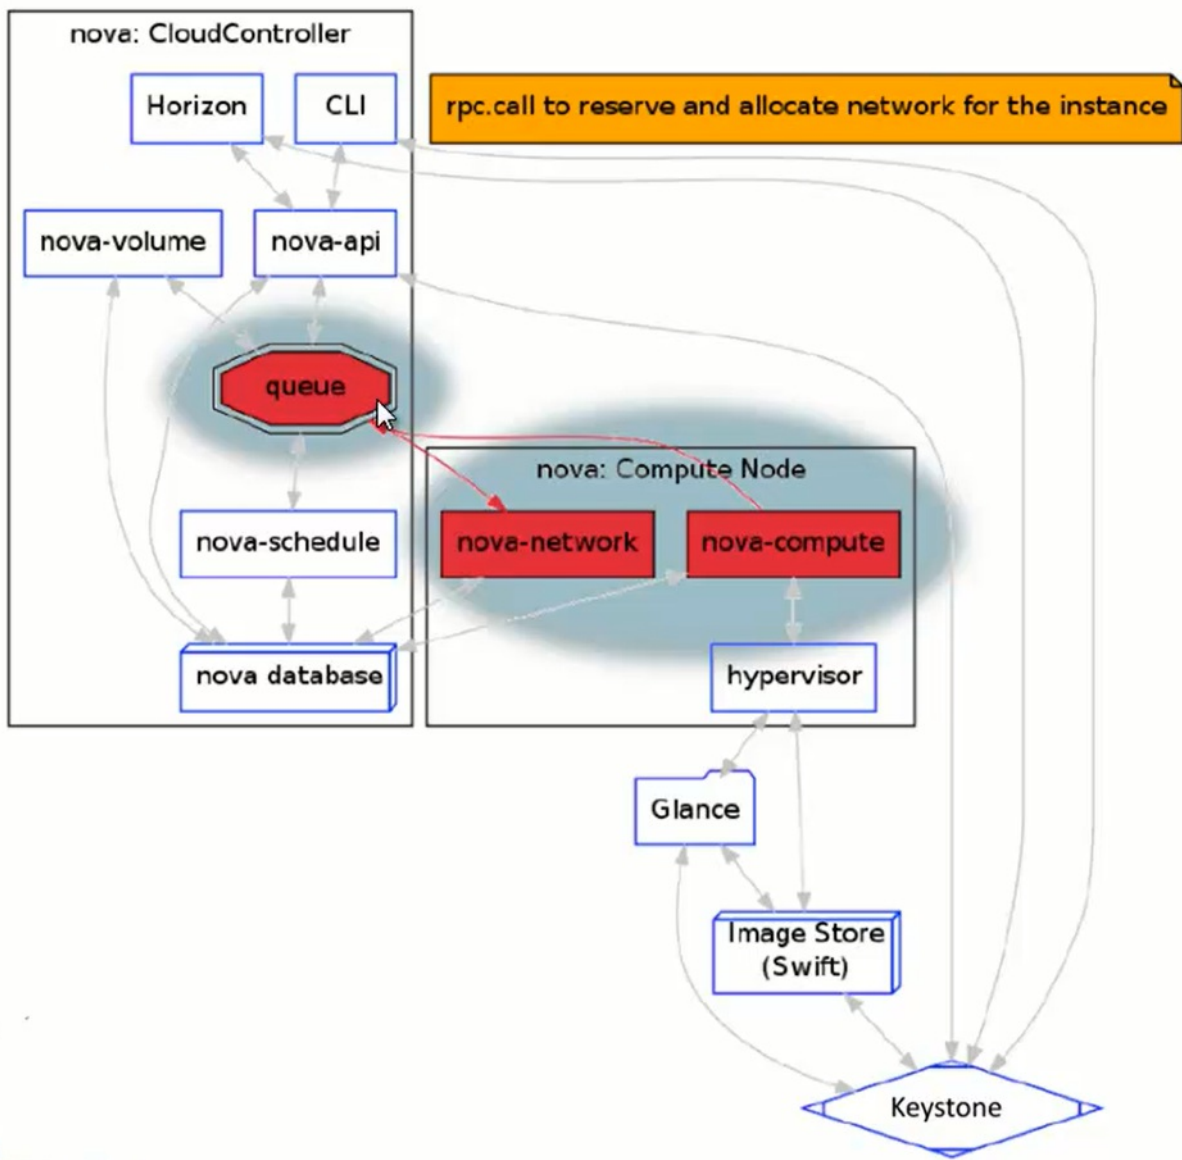 nova: CloudController
Horizon
CLI
rpc.call to reserve and allocate network for the instance
nova-volume
nova-api
queue
nova: Compute Node
nova-schedule
nova-network
nova-compute
nova database
hypervisor
Glance
Image Store
(Swift)
Keystone